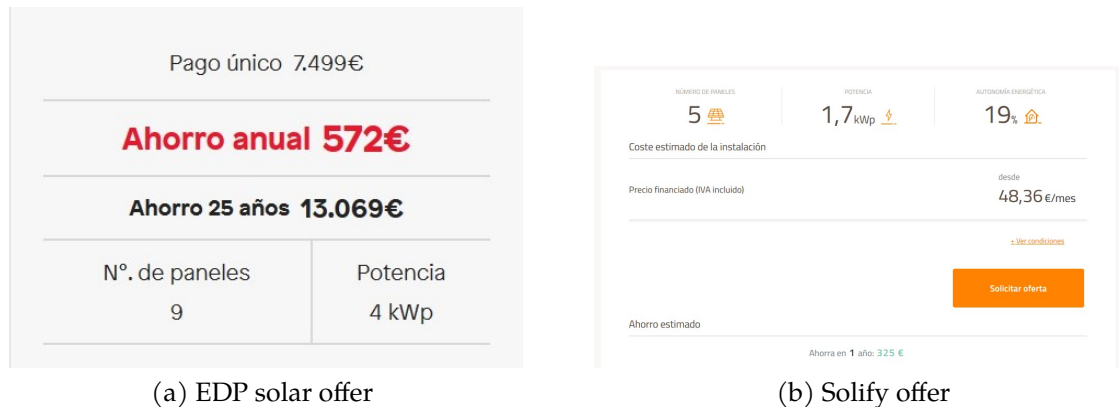 Pago único 7.499€
Ahorro anual 572€
Ahorro 25 años 13.069€
Nº. de paneles Potencia
9 4 kWp
(a) EDP solar offer
NÚMERO DE PANELES POTENCIA AUTONOMÍA ENERGÉTICA
5 1,7 kWp 19%
Coste estimado de la instalación
Precio financiado (IVA incluido)
desde
48,36 €/mes
+ Ver condiciones
Solicitar oferta
Ahorro estimado
Ahorra en 1 año: 325 €
(b) Solify offer